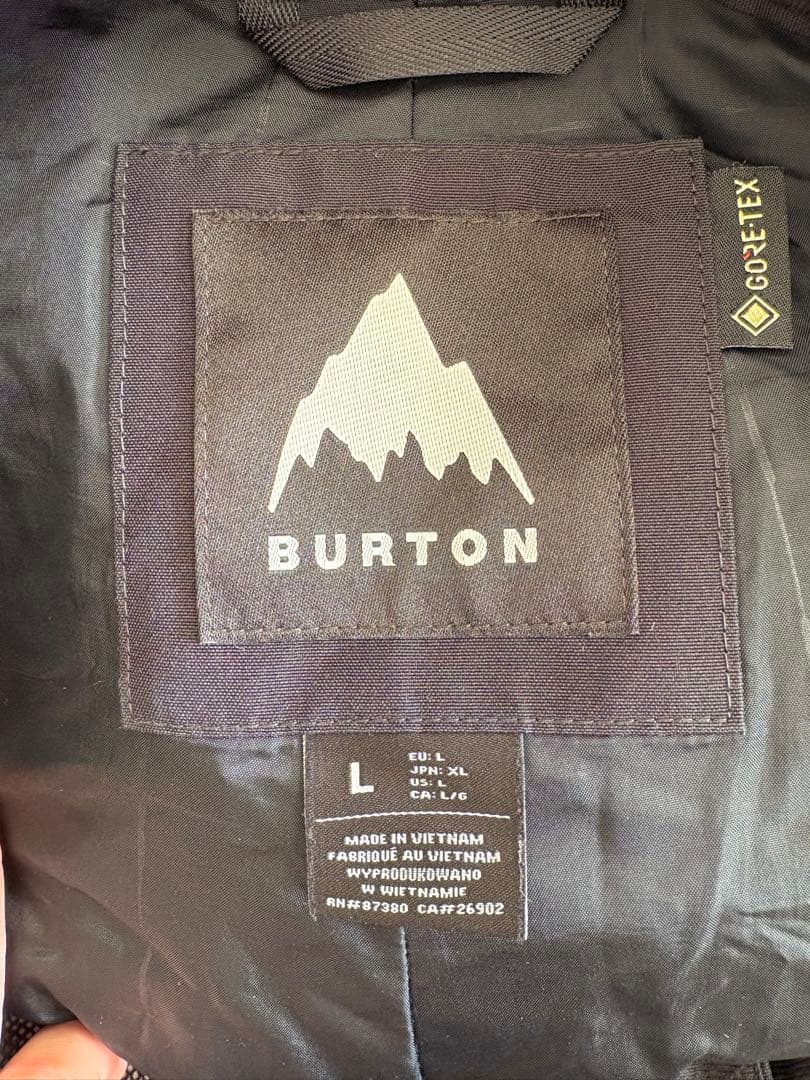 GORE-TEX
BURTON
L
EU: L
JPN: XL
US: L
CA: L/G
MADE IN VIETNAM
FABRIQUÉ AU VIETNAM
WYPRODUKOWANO
W WIETNAMIE
RN#87380 CA#26902